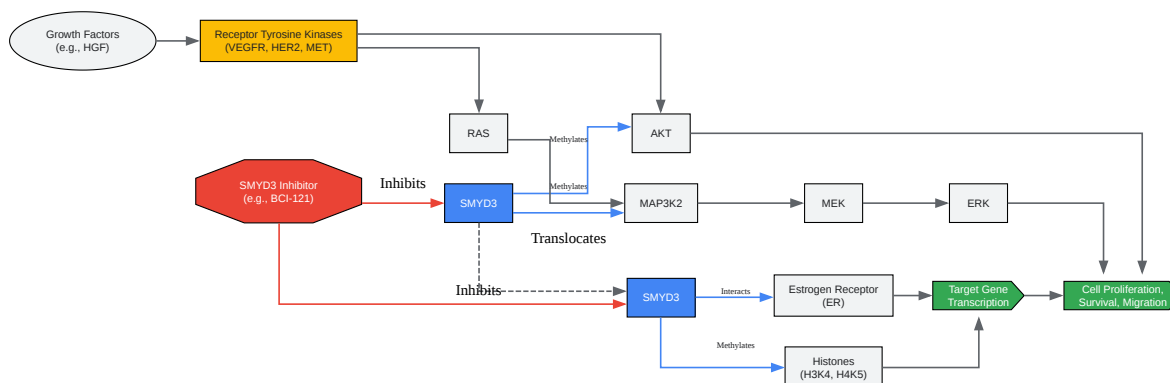 Growth Factors
(e.g., HGF)
Receptor Tyrosine Kinases
(VEGFR, HER2, MET)
RAS
Methylates
AKT
SMYD3 Inhibitor
(e.g., BCI-121)
Inhibits
SMYD3
Methylates
MAP3K2
MEK
ERK
Translocates
Inhibits
SMYD3
Interacts
Estrogen Receptor
(ER)
Target Gene
Transcription
Cell Proliferation,
Survival, Migration
Methylates
Histones
(H3K4, H4K5)